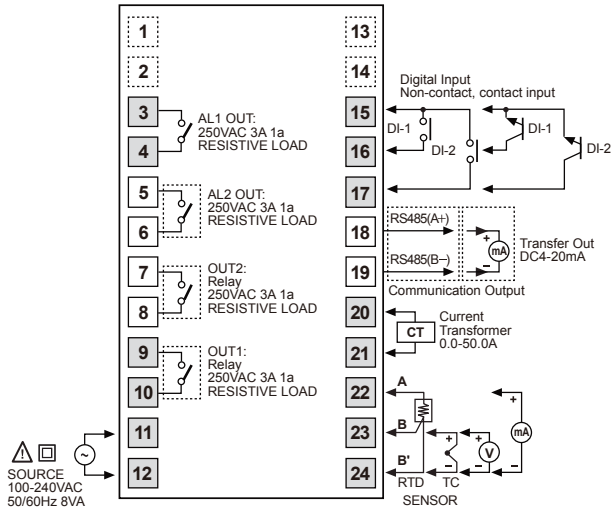 1
2
3
4
5
6
7
8
9
10
11
12
13
14
15
16
17
18
19
20
21
22
23
24
AL1 OUT:
250VAC 3A 1a
RESISTIVE LOAD
AL2 OUT:
250VAC 3A 1a
RESISTIVE LOAD
OUT2:
Relay
250VAC 3A 1a
RESISTIVE LOAD
OUT1:
Relay
250VAC 3A 1a
RESISTIVE LOAD
~
SOURCE
100-240VAC
50/60Hz 8VA
Digital Input
Non-contact, contact input
DI-1
DI-2
DI-1
DI-2
RS485(A+)
RS485(B−)
+
mA
−
Transfer Out
DC4-20mA
Communication Output
CT
Current
Transformer
0.0-50.0A
A
B
B'
RTD
+
−
TC
+
V
−
+
mA
−
SENSOR